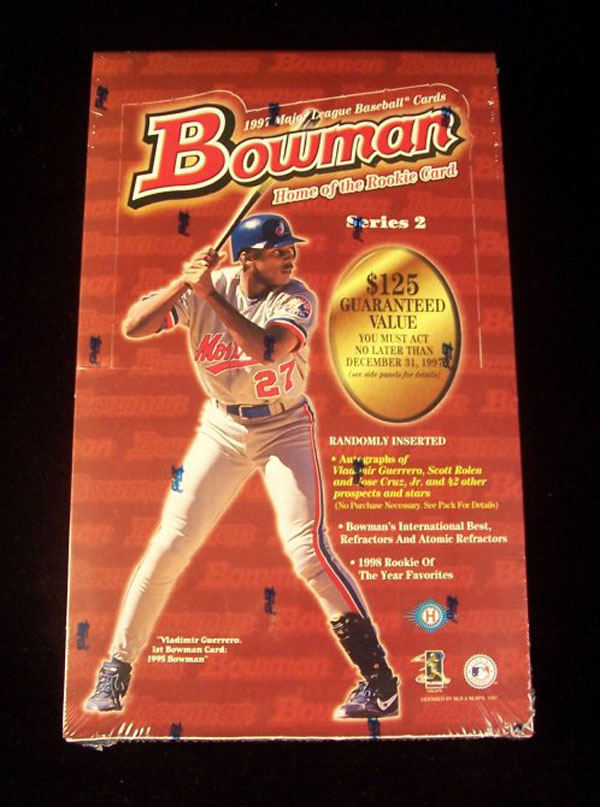 1997 Major League Baseball® Cards
Bowman
Home of the Rookie Card
Series 2
$125
GUARANTEED
VALUE
YOU MUST ACT
NO LATER THAN
DECEMBER 31, 1997
(see side panels for details)
Montreal
27
RANDOMLY INSERTED
• Autographs of
Vladimir Guerrero, Scott Rolen
and Jose Cruz, Jr. and 42 other
prospects and stars
(No Purchase Necessary. See Pack For Details)
• Bowman's International Best,
Refractors And Atomic Refractors
• 1998 Rookie Of
The Year Favorites
H
"Vladimir Guerrero.
1st Bowman Card:
1995 Bowman"
LICENSED BY MLB & MLBPA